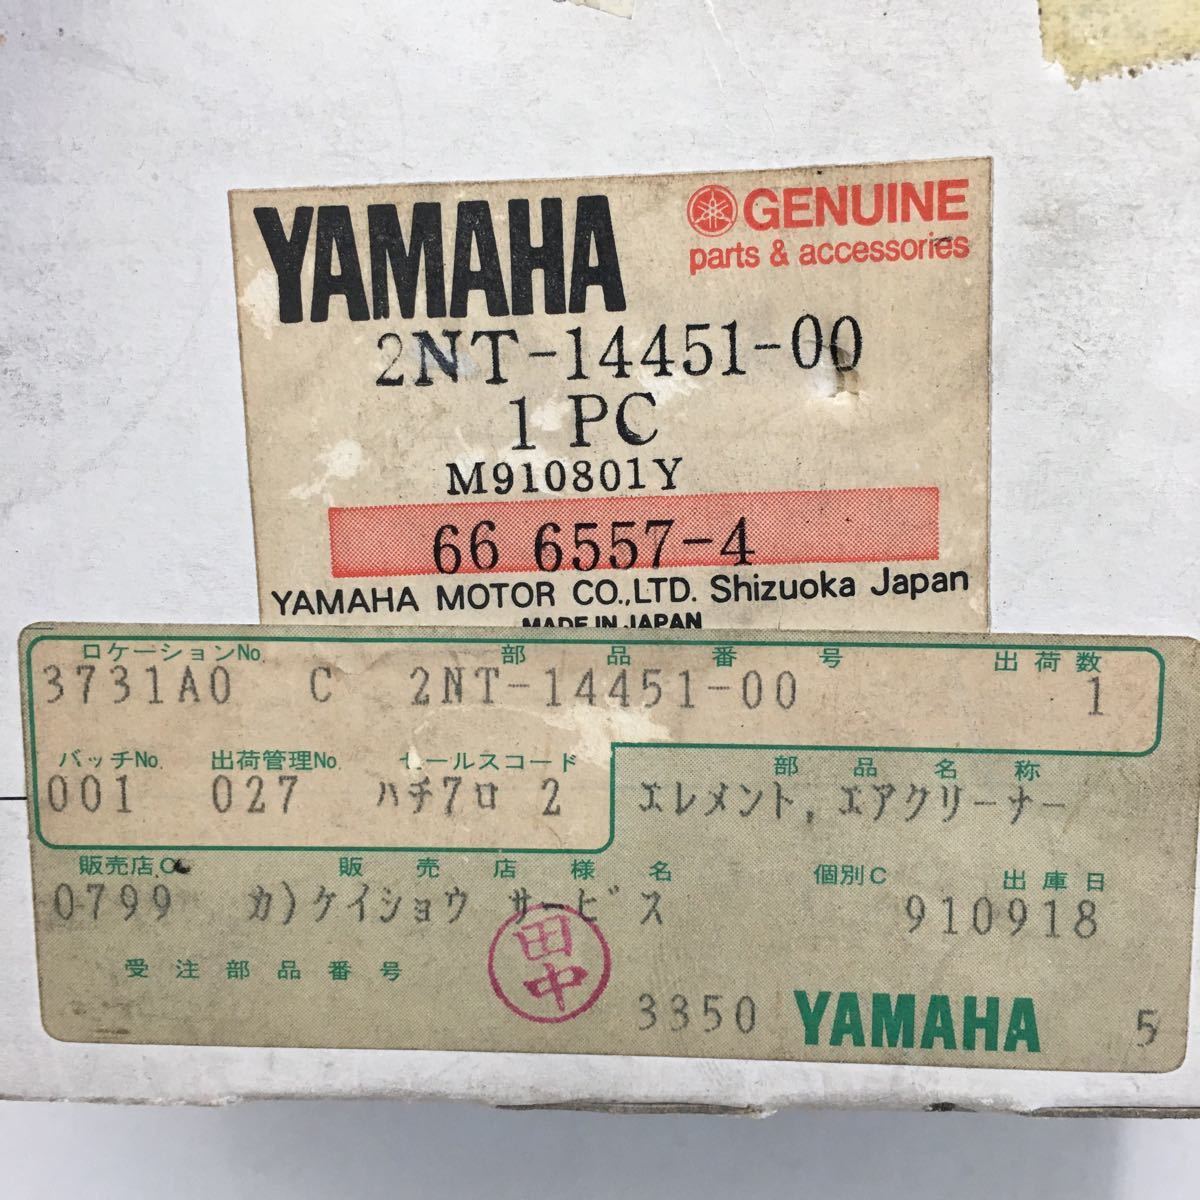 YAMAHA GENUINE
parts & accessories
2NT-14451-00
1 PC
M910801Y
66 6557-4
YAMAHA MOTOR CO.,LTD. Shizuoka Japan
MADE IN JAPAN
ロケーションNo. 部品番号 出荷数
3731A0 C 2NT-14451-00 1
バッチNo. 出荷管理No. セールスコード 部品名称
001 027 ハチ7ロ 2 エレメント,エアクリーナー
販売店C 販売店様名 個別C 出庫日
0799 カ)ケイショウ サービス 910918
受注部品番号
田中
3350 YAMAHA 5